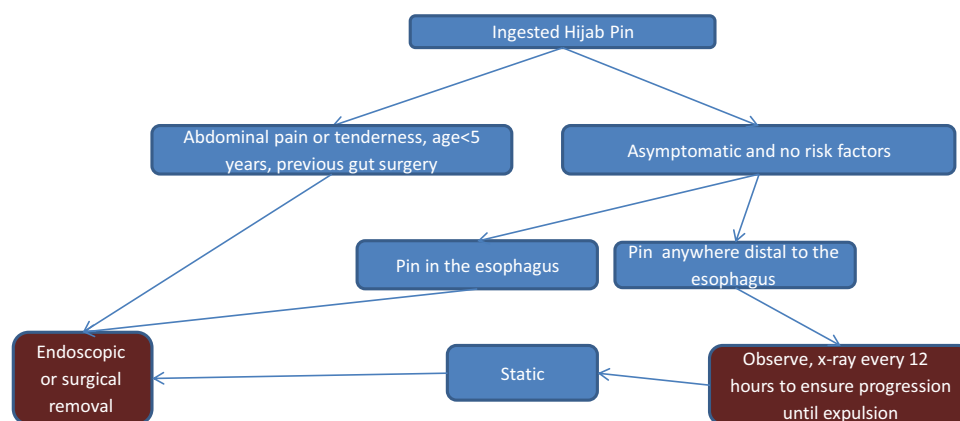 Ingested Hijab Pin
Abdominal pain or tenderness, age<5
years, previous gut surgery
Asymptomatic and no risk factors
Pin in the esophagus
Pin anywhere distal to the
esophagus
Endoscopic
or surgical
removal
Static
Observe, x-ray every 12
hours to ensure progression
until expulsion